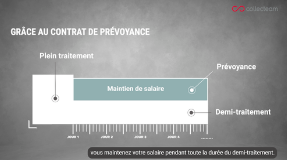 GRÂCE AU CONTRAT DE PRÉVOYANCE
Plein traitement
Prévoyance
Maintien de salaire
Demi-traitement
vous maintenez votre salaire pendant toute la durée du demi-traitement.